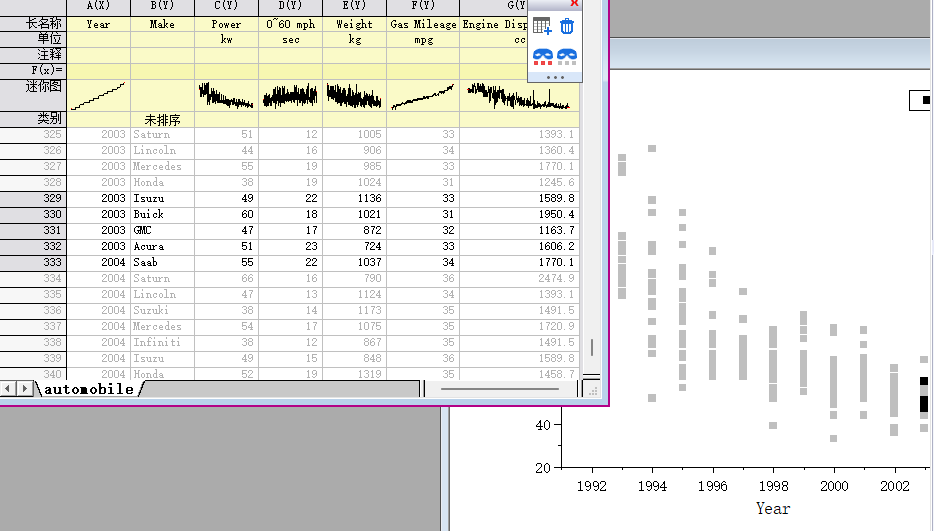 A(X) B(Y) C(Y) D(Y) E(Y) F(Y) G(Y
长名称 Year Make Power 0~60 mph Weight Gas Mileage Engine Disp
单位 kw sec kg mpg cc
注释
F(x)=
迷你图
类别 未排序
325 2003 Saturn 51 12 1005 33 1393.1
326 2003 Lincoln 44 16 906 34 1360.4
327 2003 Mercedes 55 19 985 33 1770.1
328 2003 Honda 38 19 1024 31 1245.6
329 2003 Isuzu 49 22 1136 33 1589.8
330 2003 Buick 60 18 1021 31 1950.4
331 2003 GMC 47 17 872 32 1163.7
332 2003 Acura 51 23 724 33 1606.2
333 2004 Saab 55 22 1037 34 1770.1
334 2004 Saturn 66 16 790 36 2474.9
335 2004 Lincoln 47 13 1124 34 1393.1
336 2004 Suzuki 38 14 1173 35 1491.5
337 2004 Mercedes 54 17 1075 35 1720.9
338 2004 Infiniti 38 12 867 35 1491.5
339 2004 Isuzu 49 15 848 36 1589.8
340 2004 Honda 52 19 1319 35 1458.7
automobile
40
20
1992 1994 1996 1998 2000 2002
Year